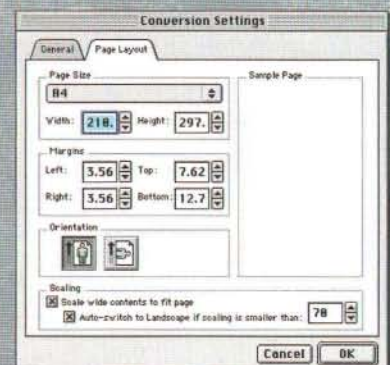 Conversion Settings
General Page Layout
Page Size
A4
Width: 210. Height: 297.
Margins
Left: 3.56 Top: 7.62
Right: 3.56 Bottom: 12.7
Orientation
Sample Page
Scaling
Scale wide contents to fit page
Auto-switch to Landscape if scaling is smaller than: 70
Cancel OK